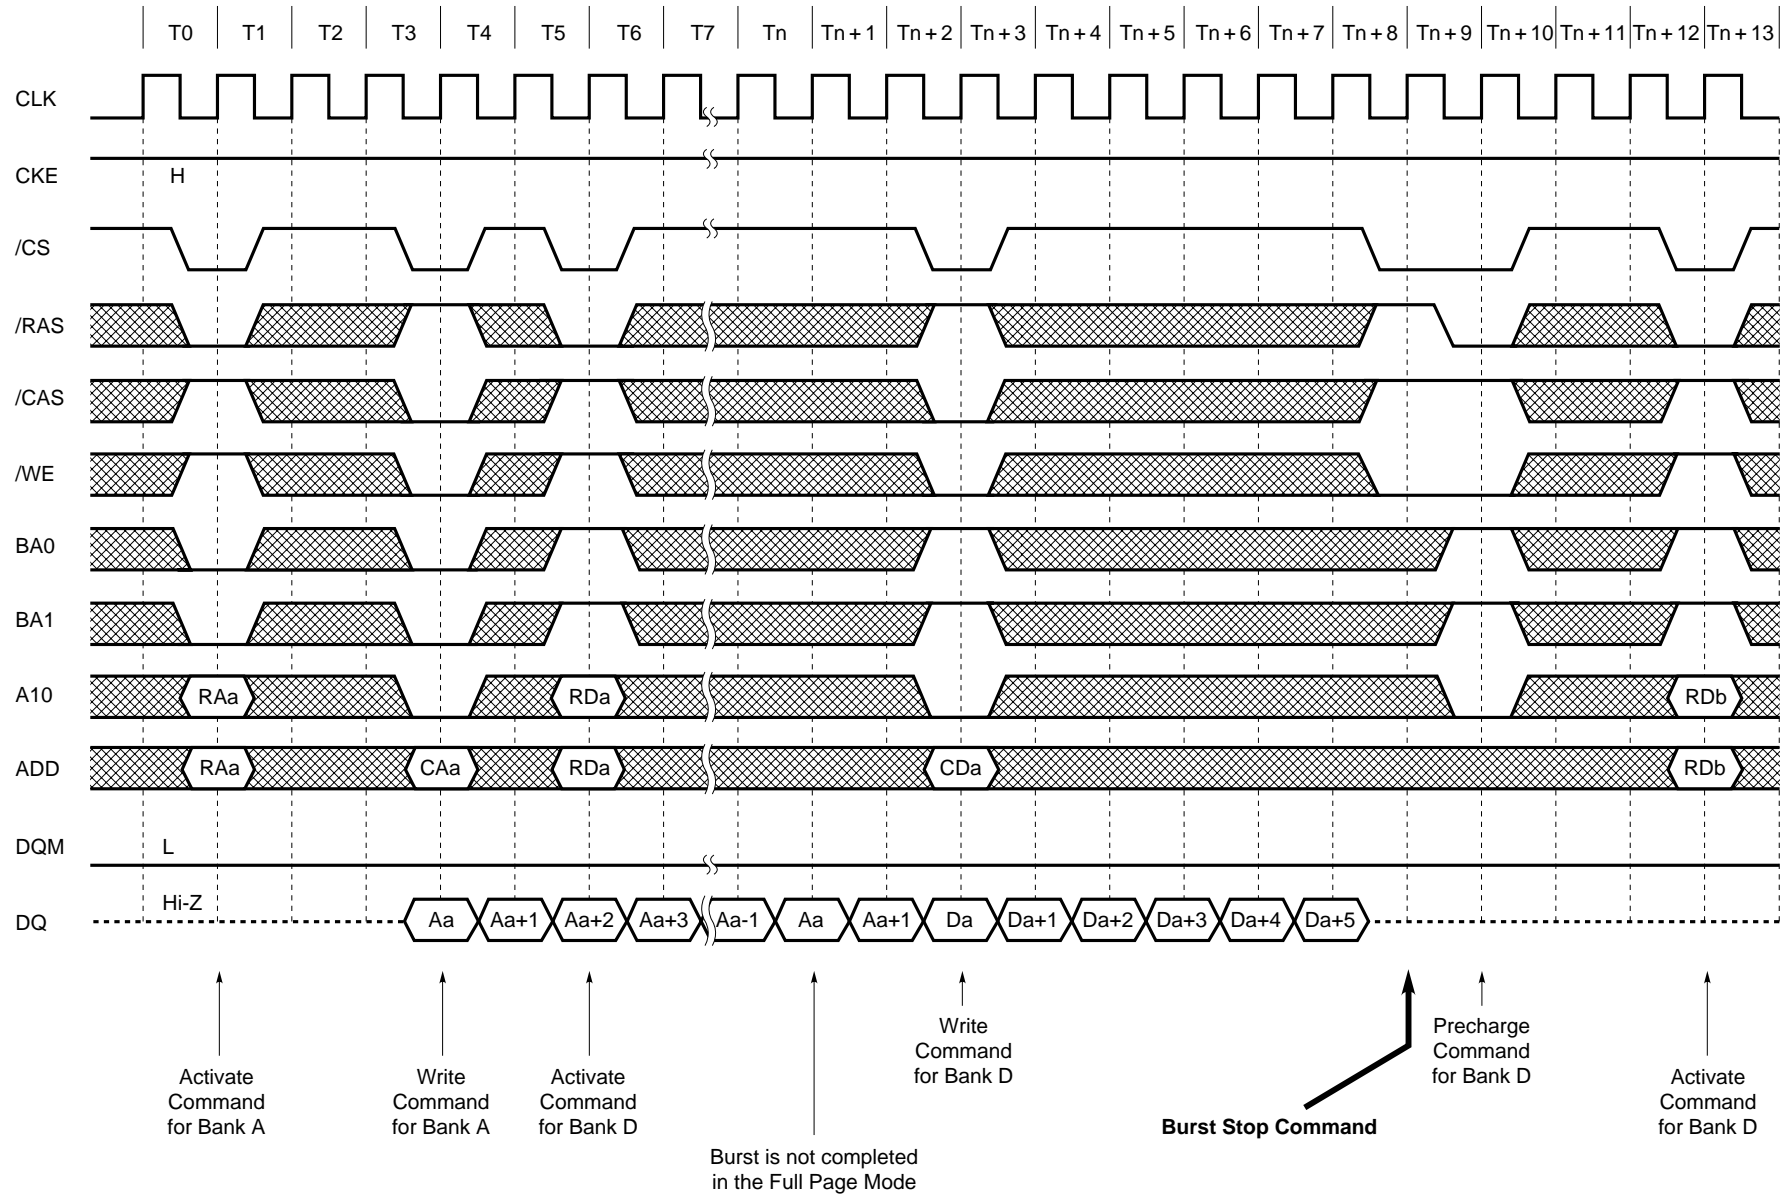 T0 T1 T2 T3 T4 T5 T6 T7 Tn Tn + 1 Tn + 2 Tn + 3 Tn + 4 Tn + 5 Tn + 6 Tn + 7 Tn + 8 Tn + 9 Tn + 10 Tn + 11 Tn + 12 Tn + 13
CLK
CKE H
/CS
/RAS
/CAS
/WE
BA0
BA1
A10 RAa RDa RDb
ADD RAa CAa RDa CDa RDb
DQM L
Hi-Z
DQ Aa Aa+1 Aa+2 Aa+3 Aa-1 Aa Aa+1 Da Da+1 Da+2 Da+3 Da+4 Da+5
Activate
Command
for Bank A
Write
Command
for Bank A
Activate
Command
for Bank D
Burst is not completed
in the Full Page Mode
Write
Command
for Bank D
Burst Stop Command
Precharge
Command
for Bank D
Activate
Command
for Bank D